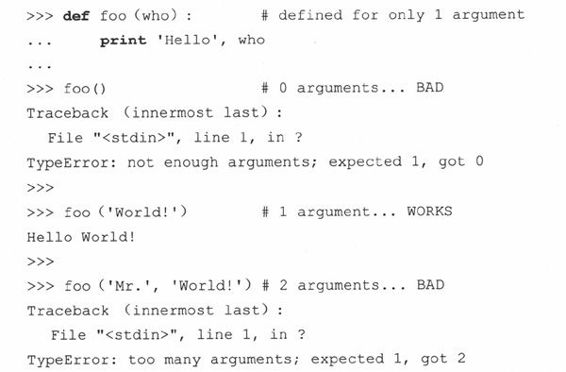 >>> def foo (who) :        # defined for only 1 argument
...     print 'Hello', who
...
>>> foo()                  # 0 arguments... BAD
Traceback (innermost last) :
  File "<stdin>", line 1, in ?
TypeError: not enough arguments; expected 1, got 0
>>>
>>> foo ('World!')         # 1 argument... WORKS
Hello World!
>>>
>>> foo ('Mr.', 'World!') # 2 arguments... BAD
Traceback (innermost last) :
  File "<stdin>", line 1, in ?
TypeError: too many arguments; expected 1, got 2